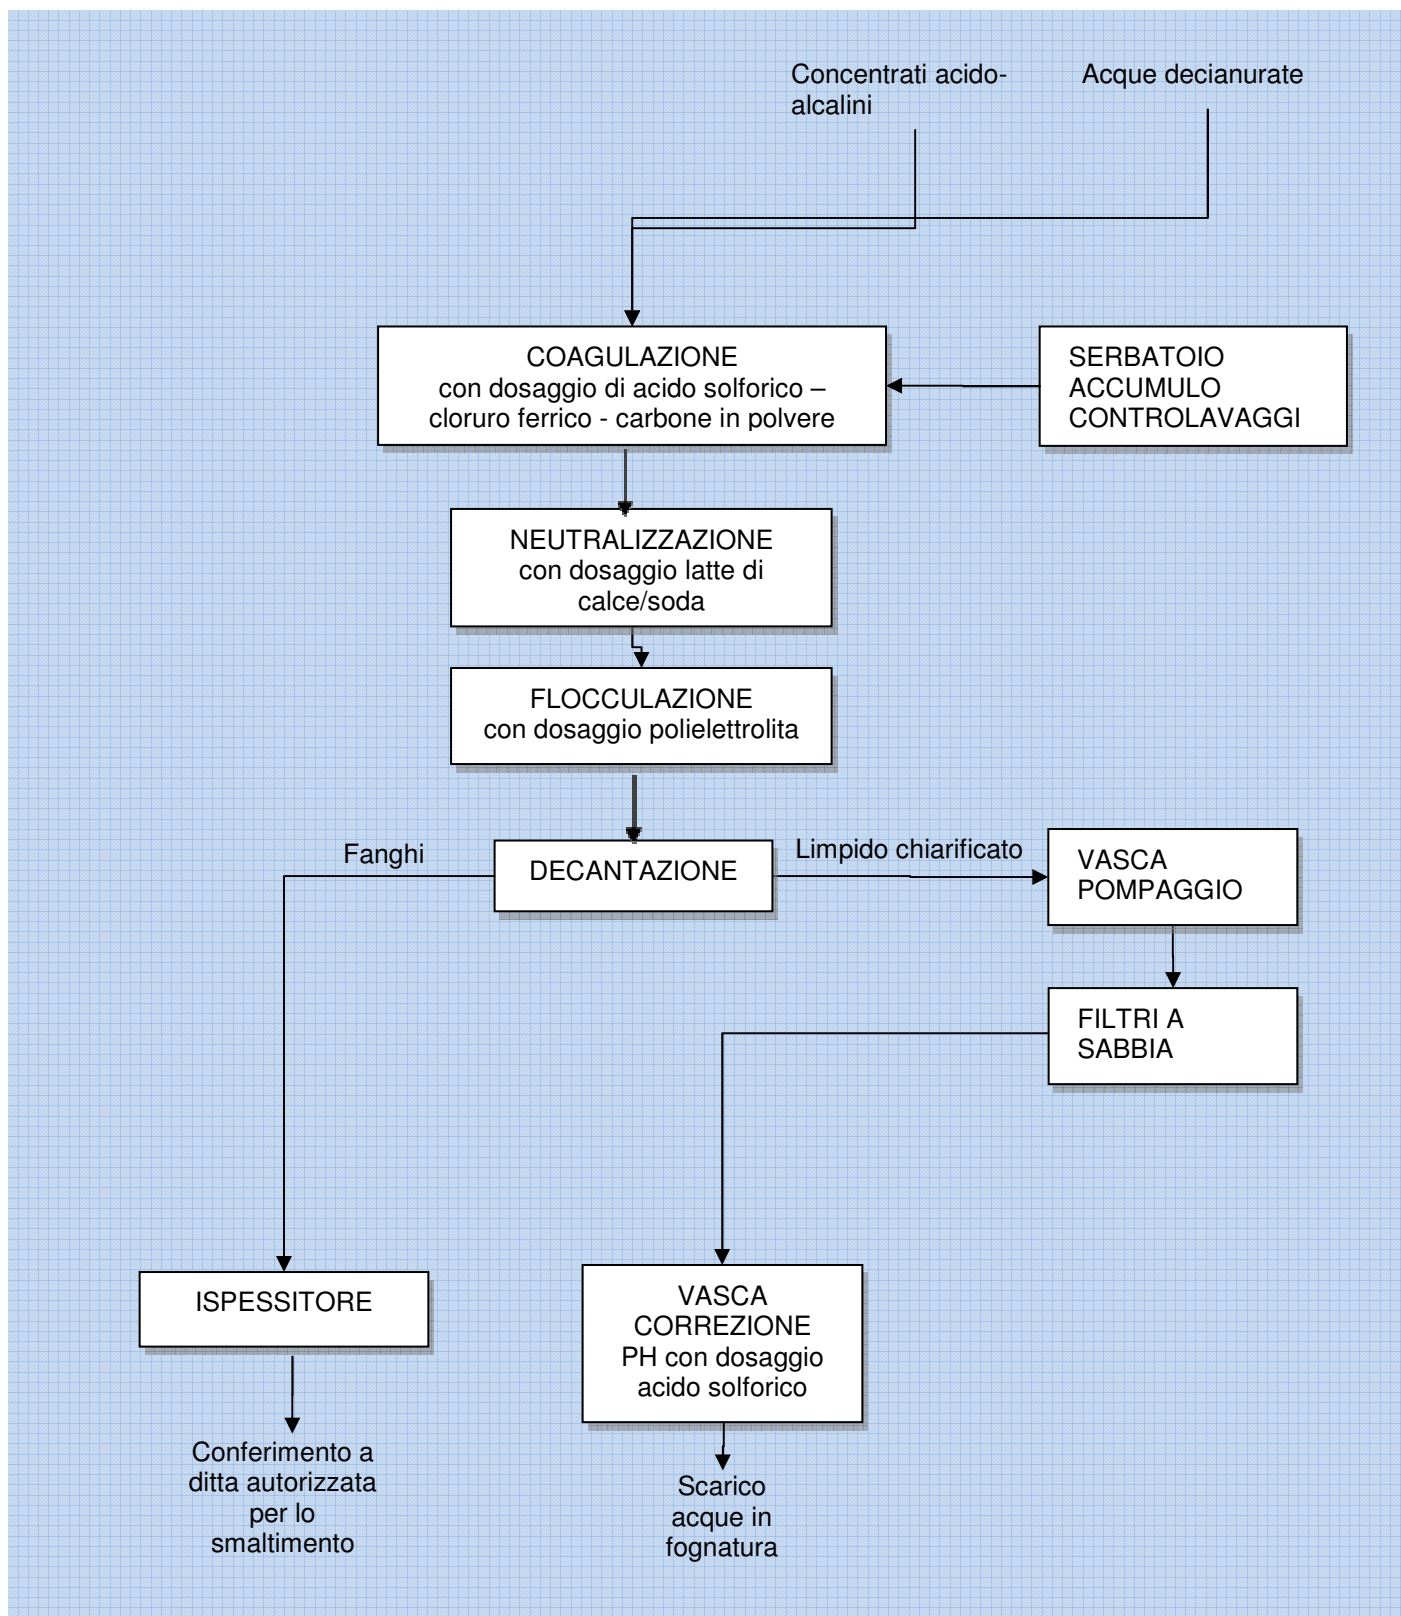 Concentrati acido-
alcalini
Acque decianurate
COAGULAZIONE
con dosaggio di acido solforico –
cloruro ferrico - carbone in polvere
SERBATOIO
ACCUMULO
CONTROLAVAGGI
NEUTRALIZZAZIONE
con dosaggio latte di
calce/soda
FLOCCULAZIONE
con dosaggio polielettrolita
Fanghi
DECANTAZIONE
Limpido chiarificato
VASCA
POMPAGGIO
FILTRI A
SABBIA
ISPESSITORE
VASCA
CORREZIONE
PH con dosaggio
acido solforico
Conferimento a
ditta autorizzata
per lo
smaltimento
Scarico
acque in
fognatura